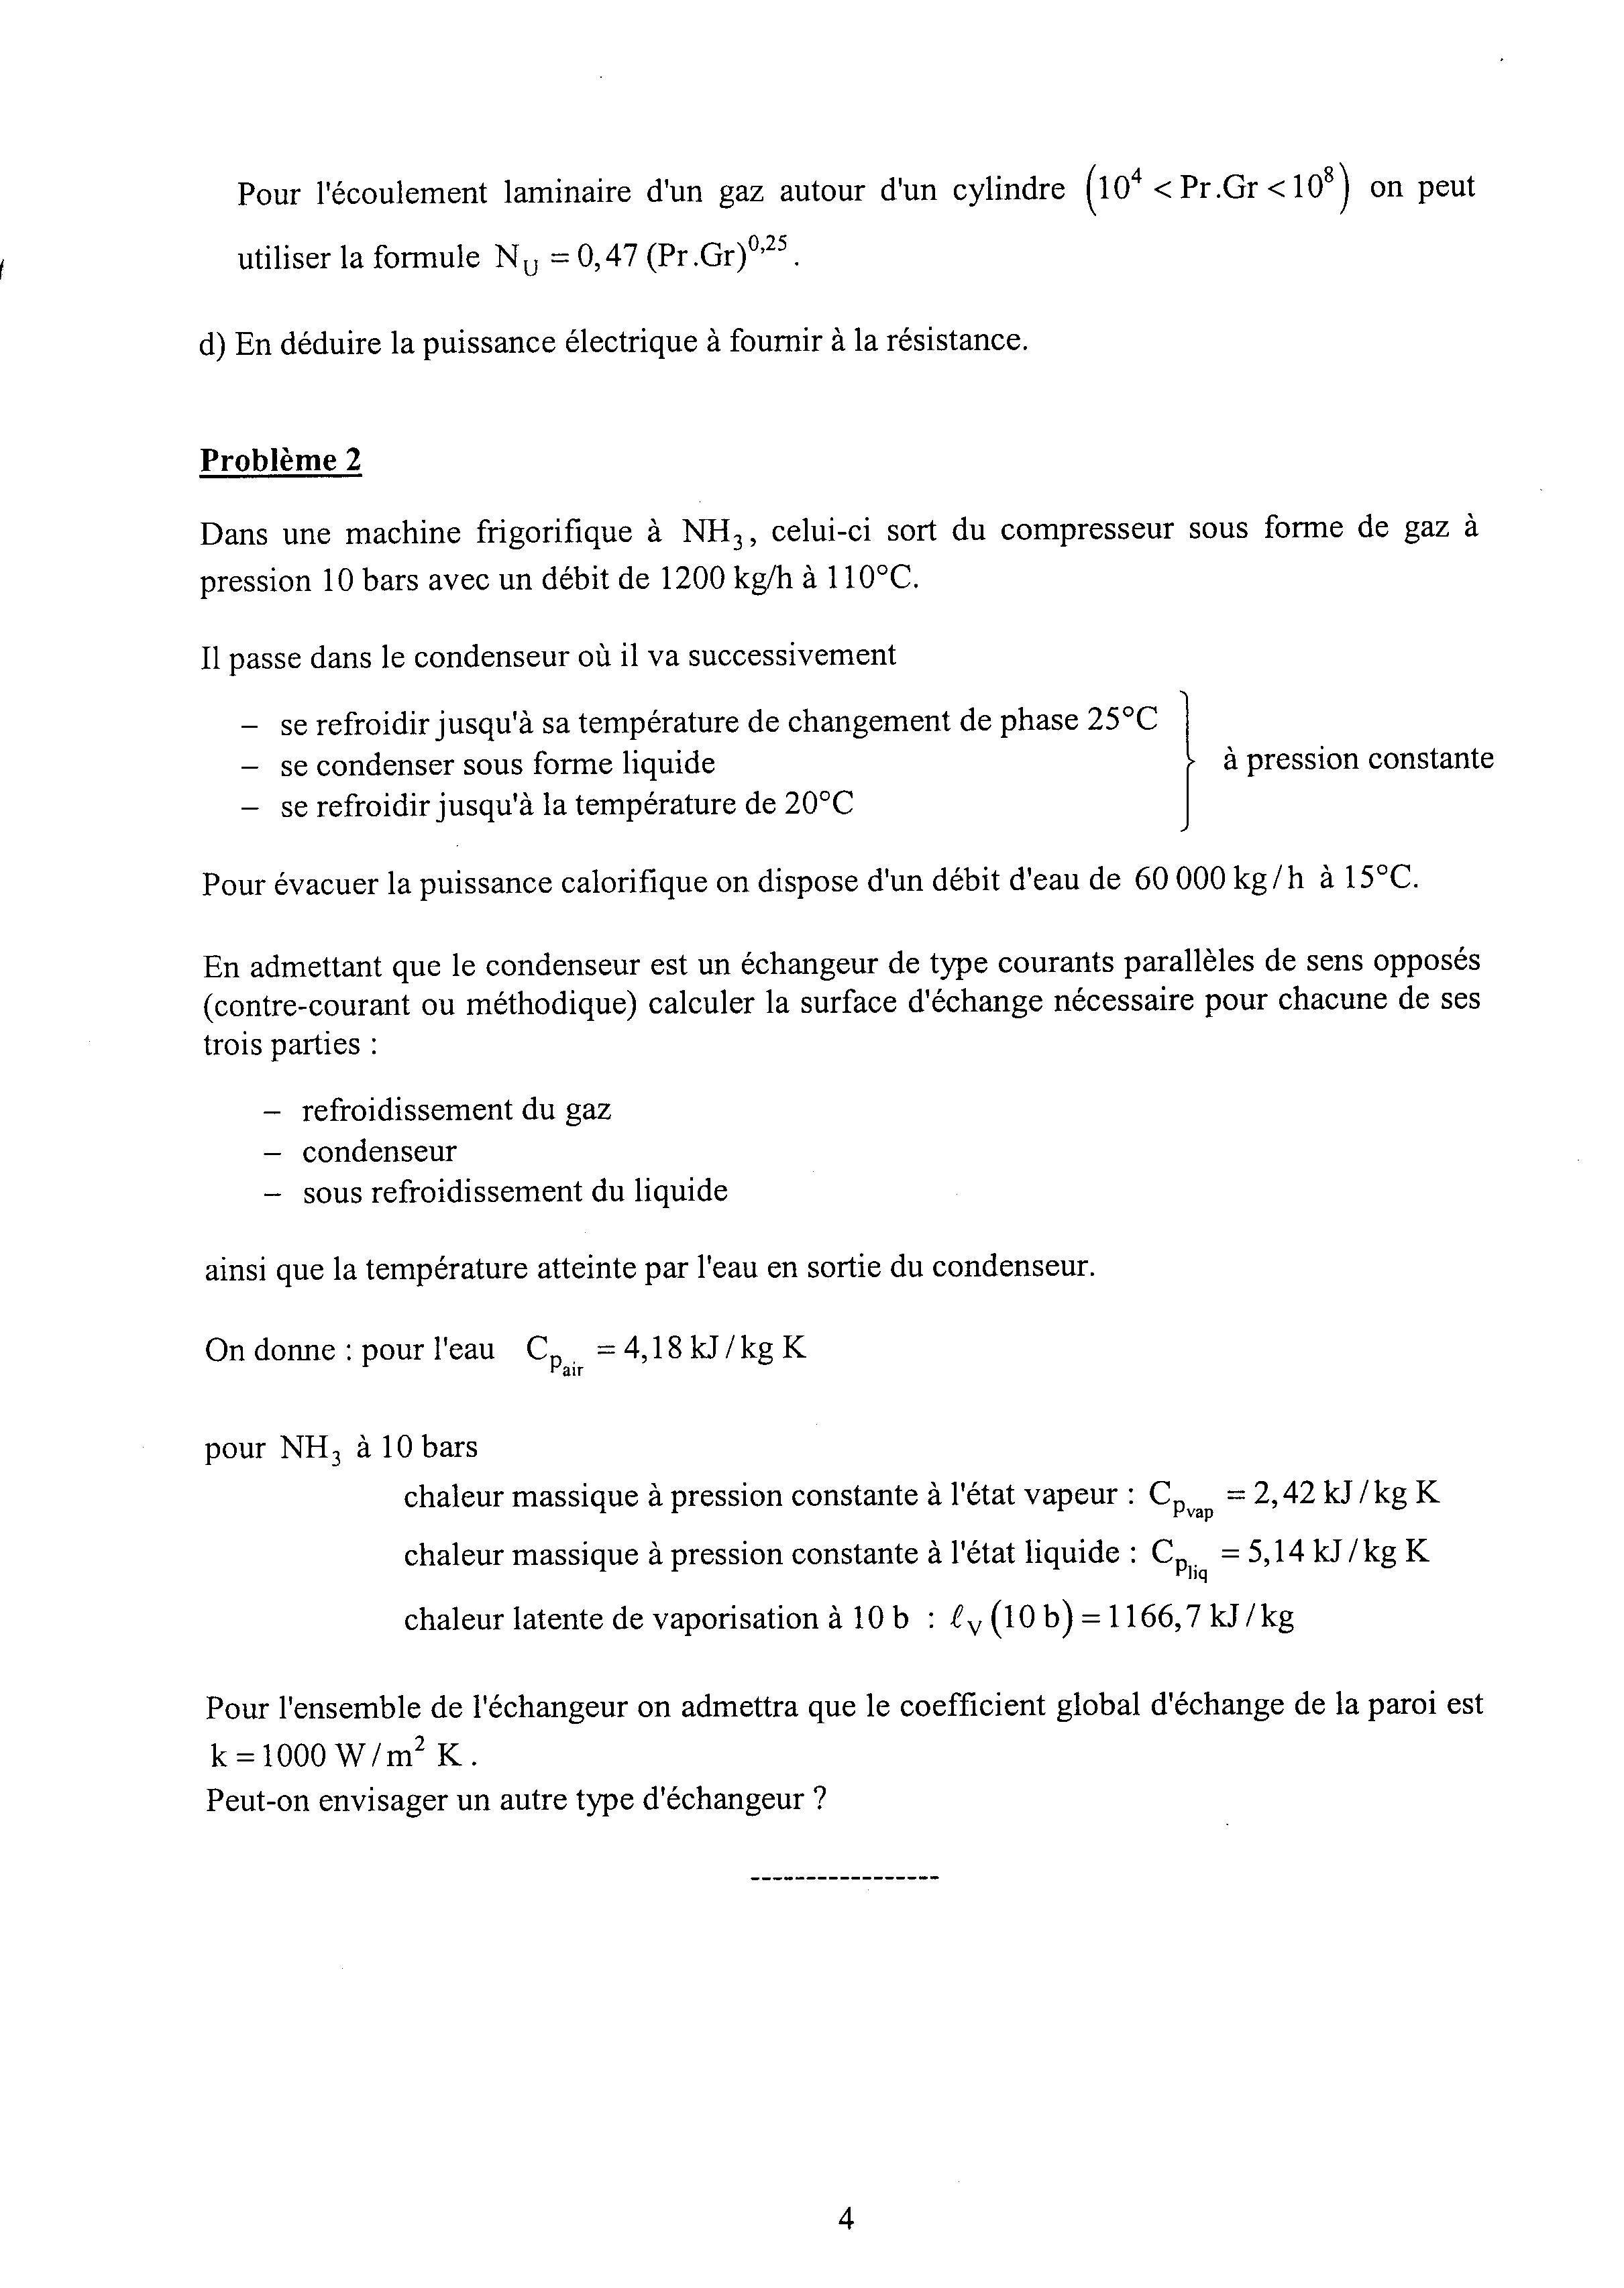 Pour l'écoulement laminaire d'un gaz autour d'un cylindre (10⁴ < Pr.Gr < 10⁸) on peut
utiliser la formule N_U = 0,47 (Pr.Gr)^0,25.
d) En déduire la puissance électrique à fournir à la résistance.
Problème 2
Dans une machine frigorifique à NH₃, celui-ci sort du compresseur sous forme de gaz à
pression 10 bars avec un débit de 1200 kg/h à 110°C.
Il passe dans le condenseur où il va successivement
– se refroidir jusqu'à sa température de changement de phase 25°C
– se condenser sous forme liquide
à pression constante
– se refroidir jusqu'à la température de 20°C
Pour évacuer la puissance calorifique on dispose d'un débit d'eau de 60 000 kg/h à 15°C.
En admettant que le condenseur est un échangeur de type courants parallèles de sens opposés
(contre-courant ou méthodique) calculer la surface d'échange nécessaire pour chacune de ses
trois parties :
– refroidissement du gaz
– condenseur
– sous refroidissement du liquide
ainsi que la température atteinte par l'eau en sortie du condenseur.
On donne : pour l'eau C_p_air = 4,18 kJ / kg K
pour NH₃ à 10 bars
chaleur massique à pression constante à l'état vapeur : C_p_vap = 2,42 kJ / kg K
chaleur massique à pression constante à l'état liquide : C_p_liq = 5,14 kJ / kg K
chaleur latente de vaporisation à 10 b : ℓ_v (10 b) = 1166,7 kJ / kg
Pour l'ensemble de l'échangeur on admettra que le coefficient global d'échange de la paroi est
k = 1000 W / m² K.
Peut-on envisager un autre type d'échangeur ?
------------------
4